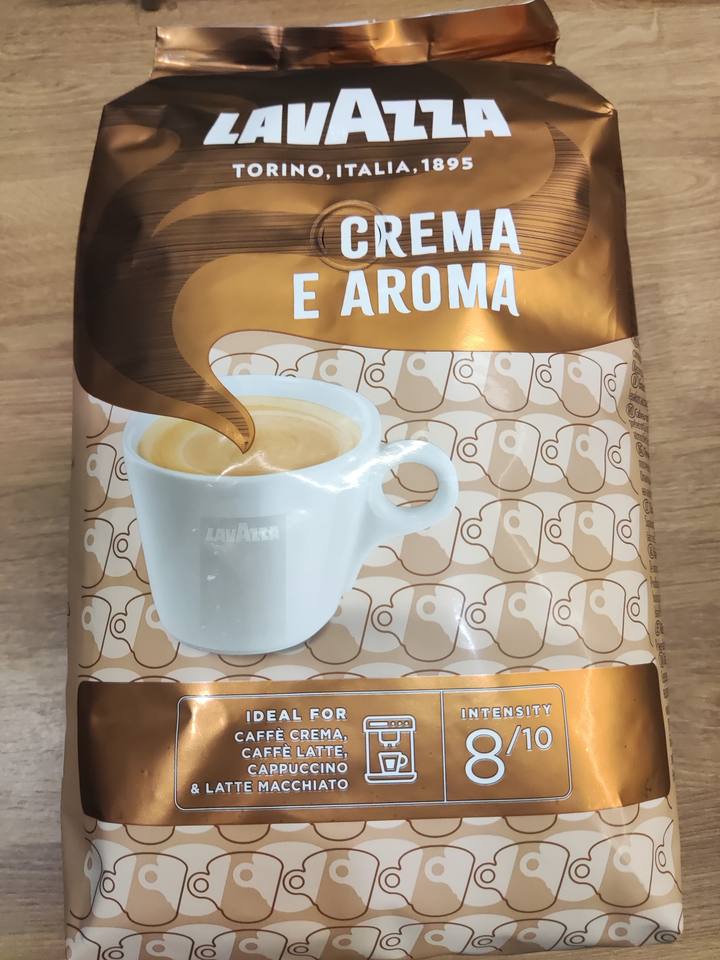 LAVAZZA
TORINO, ITALIA, 1895
CREMA
E AROMA
LAVAZZA
IDEAL FOR
CAFFÈ CREMA,
CAFFÈ LATTE,
CAPPUCCINO
& LATTE MACCHIATO
INTENSITY
8/10